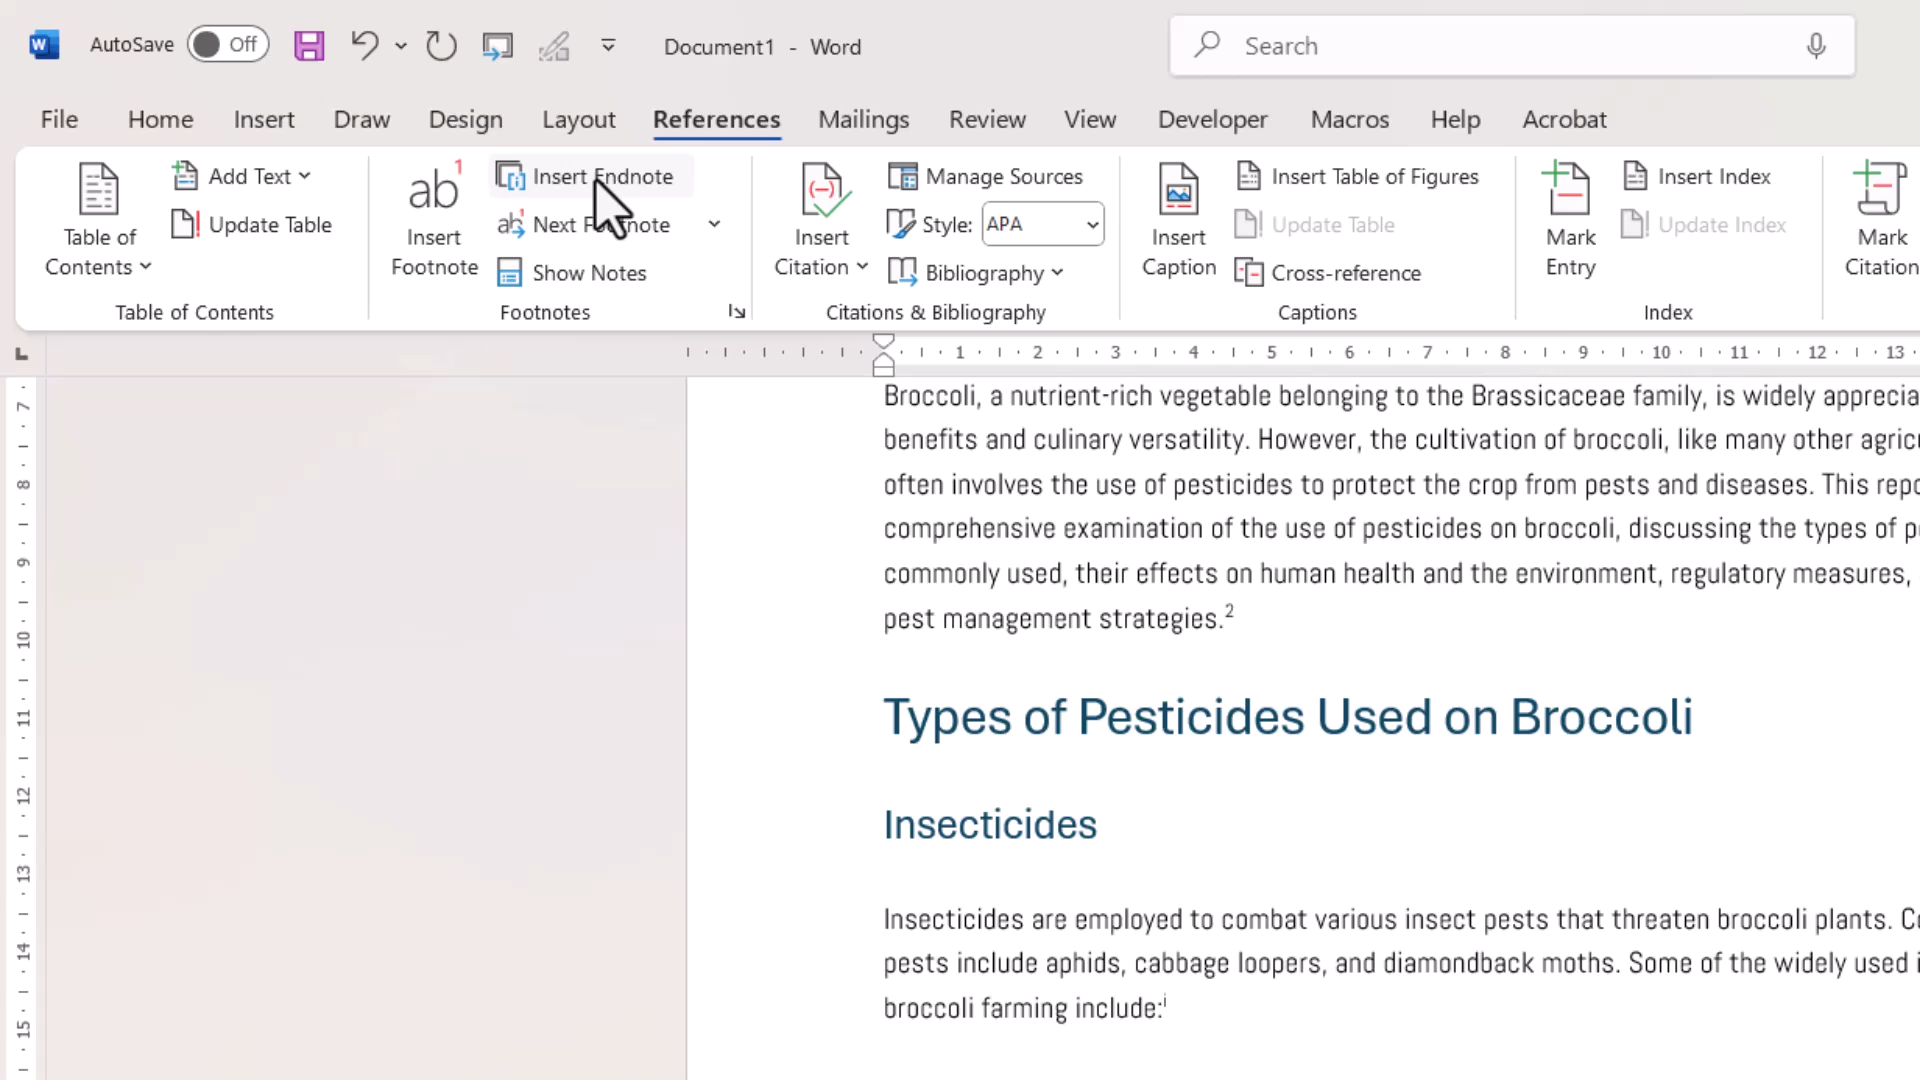 W AutoSave Off Document1 - Word Search
File Home Insert Draw Design Layout References Mailings Review View Developer Macros Help Acrobat
Table of Contents
Add Text
Update Table
Table of Contents
ab1
Insert Footnote
Insert Endnote
Next Footnote
Show Notes
Footnotes
Insert Citation
Manage Sources
Style: APA
Bibliography
Citations & Bibliography
Insert Caption
Insert Table of Figures
Update Table
Cross-reference
Captions
Mark Entry
Insert Index
Update Index
Index
Mark Citation
1 2 3 4 5 6 7 8 9 10 11 12 13
7
8
9
10
11
12
13
14
15
Broccoli, a nutrient-rich vegetable belonging to the Brassicaceae family, is widely apprecia
benefits and culinary versatility. However, the cultivation of broccoli, like many other agricu
often involves the use of pesticides to protect the crop from pests and diseases. This repo
comprehensive examination of the use of pesticides on broccoli, discussing the types of p
commonly used, their effects on human health and the environment, regulatory measures,
pest management strategies.2
Types of Pesticides Used on Broccoli
Insecticides
Insecticides are employed to combat various insect pests that threaten broccoli plants. Co
pests include aphids, cabbage loopers, and diamondback moths. Some of the widely used i
broccoli farming include:i